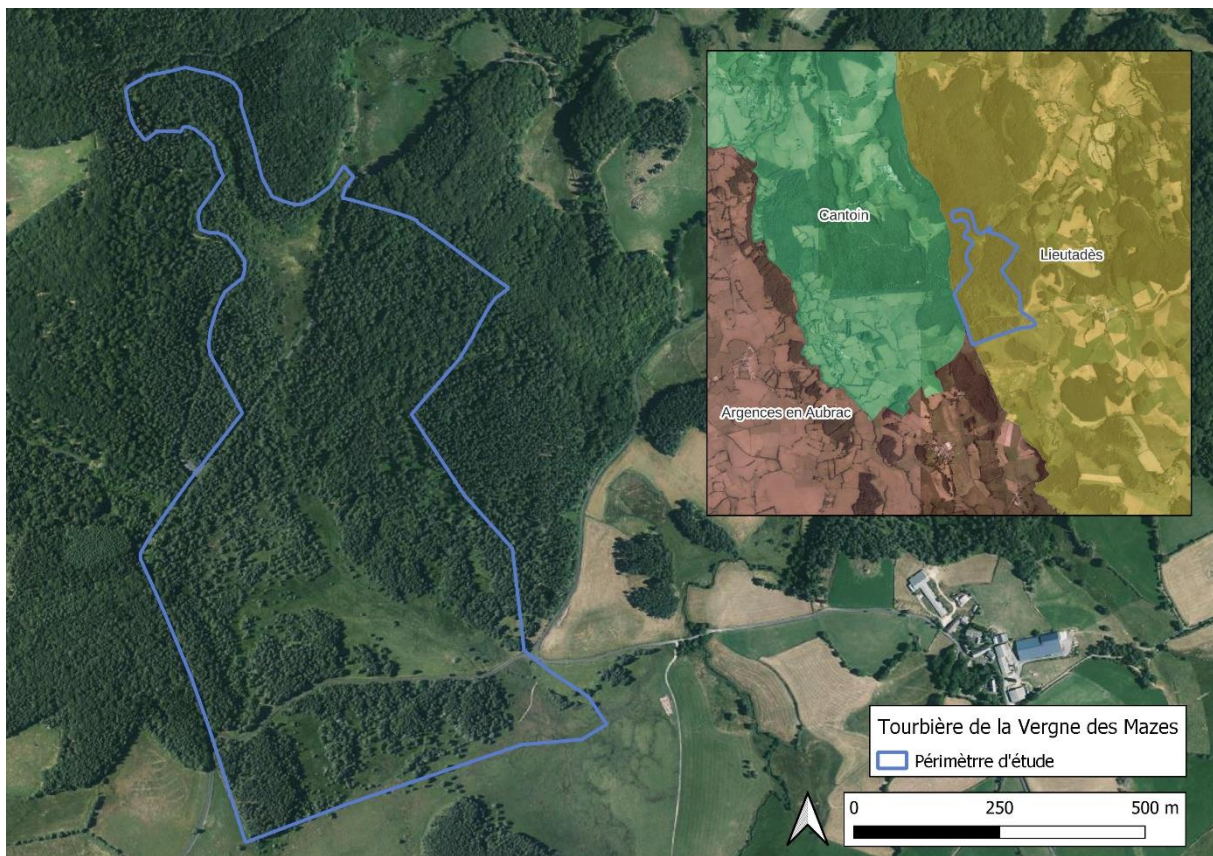 Cantoin
Lieutadès
Argences en Aubrac
Tourbière de la Vergne des Mazes
Périmètrre d'étude
0 250 500 m